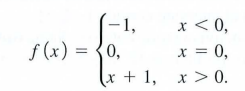 −1, x < 0,
f(x) = { 0, x = 0,
x + 1, x > 0.